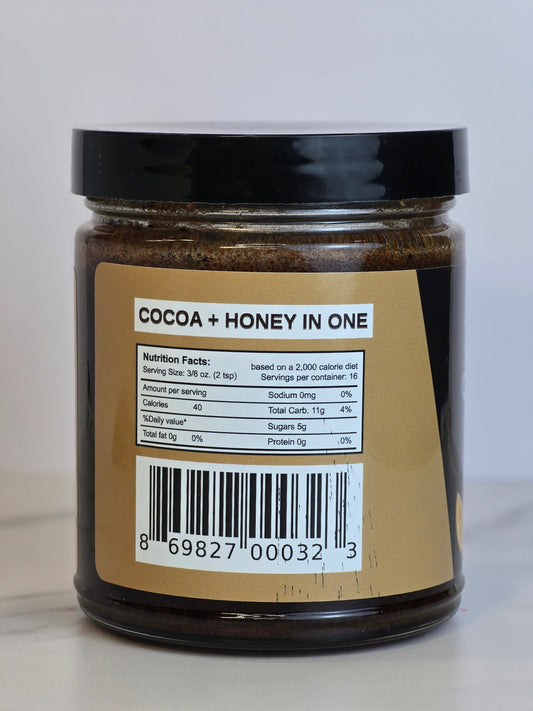 COCOA + HONEY IN ONE
Nutrition Facts: based on a 2,000 calorie diet
Serving Size: 3/8 oz. (2 tsp) Servings per container: 16
Amount per serving Sodium 0mg 0%
Calories 40 Total Carb. 11g 4%
%Daily value* Sugars 5g
Total fat 0g 0% Protein 0g 0%
8 69827 00032 3